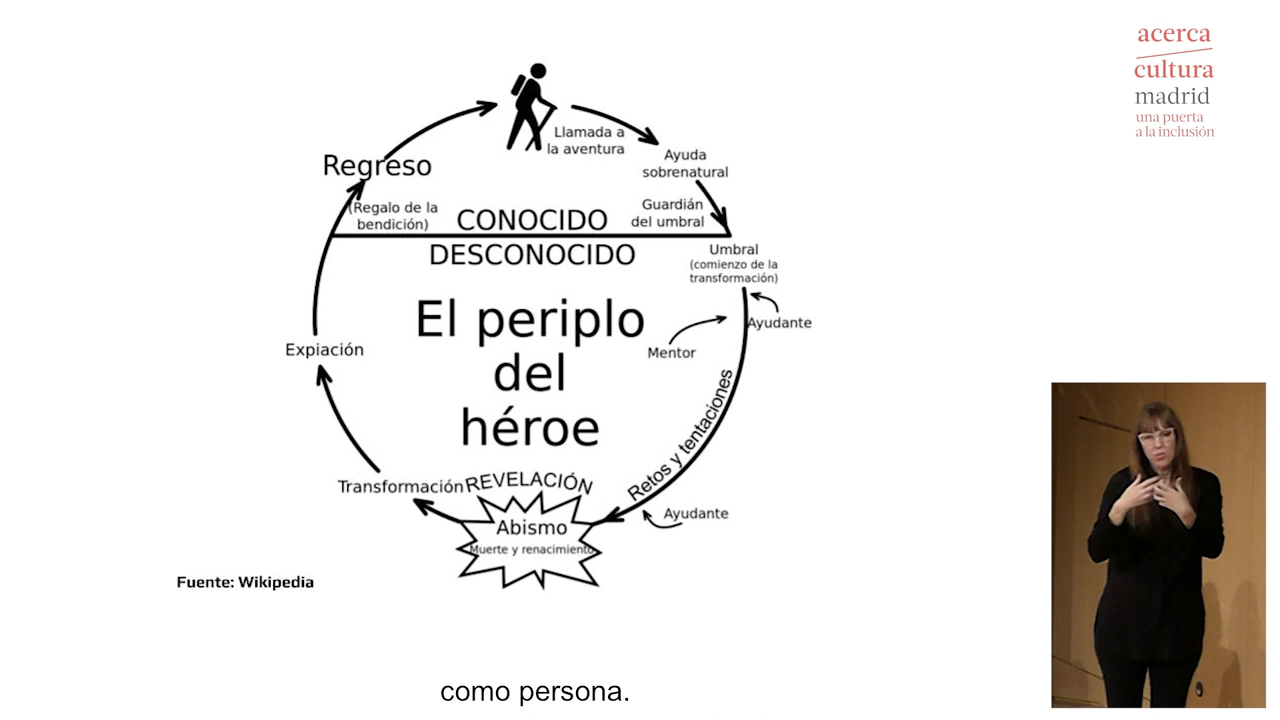 acerca
cultura
madrid
una puerta
a la inclusión
Llamada a
la aventura
Ayuda
sobrenatural
Guardián
del umbral
Regreso
(Regalo de la
bendición)
CONOCIDO
DESCONOCIDO
Umbral
(comienzo de la
transformación)
Ayudante
Mentor
El periplo
del
héroe
Retos y tentaciones
Expiación
Transformación
REVELACIÓN
Abismo
Muerte y renacimiento
Ayudante
Fuente: Wikipedia
como persona.